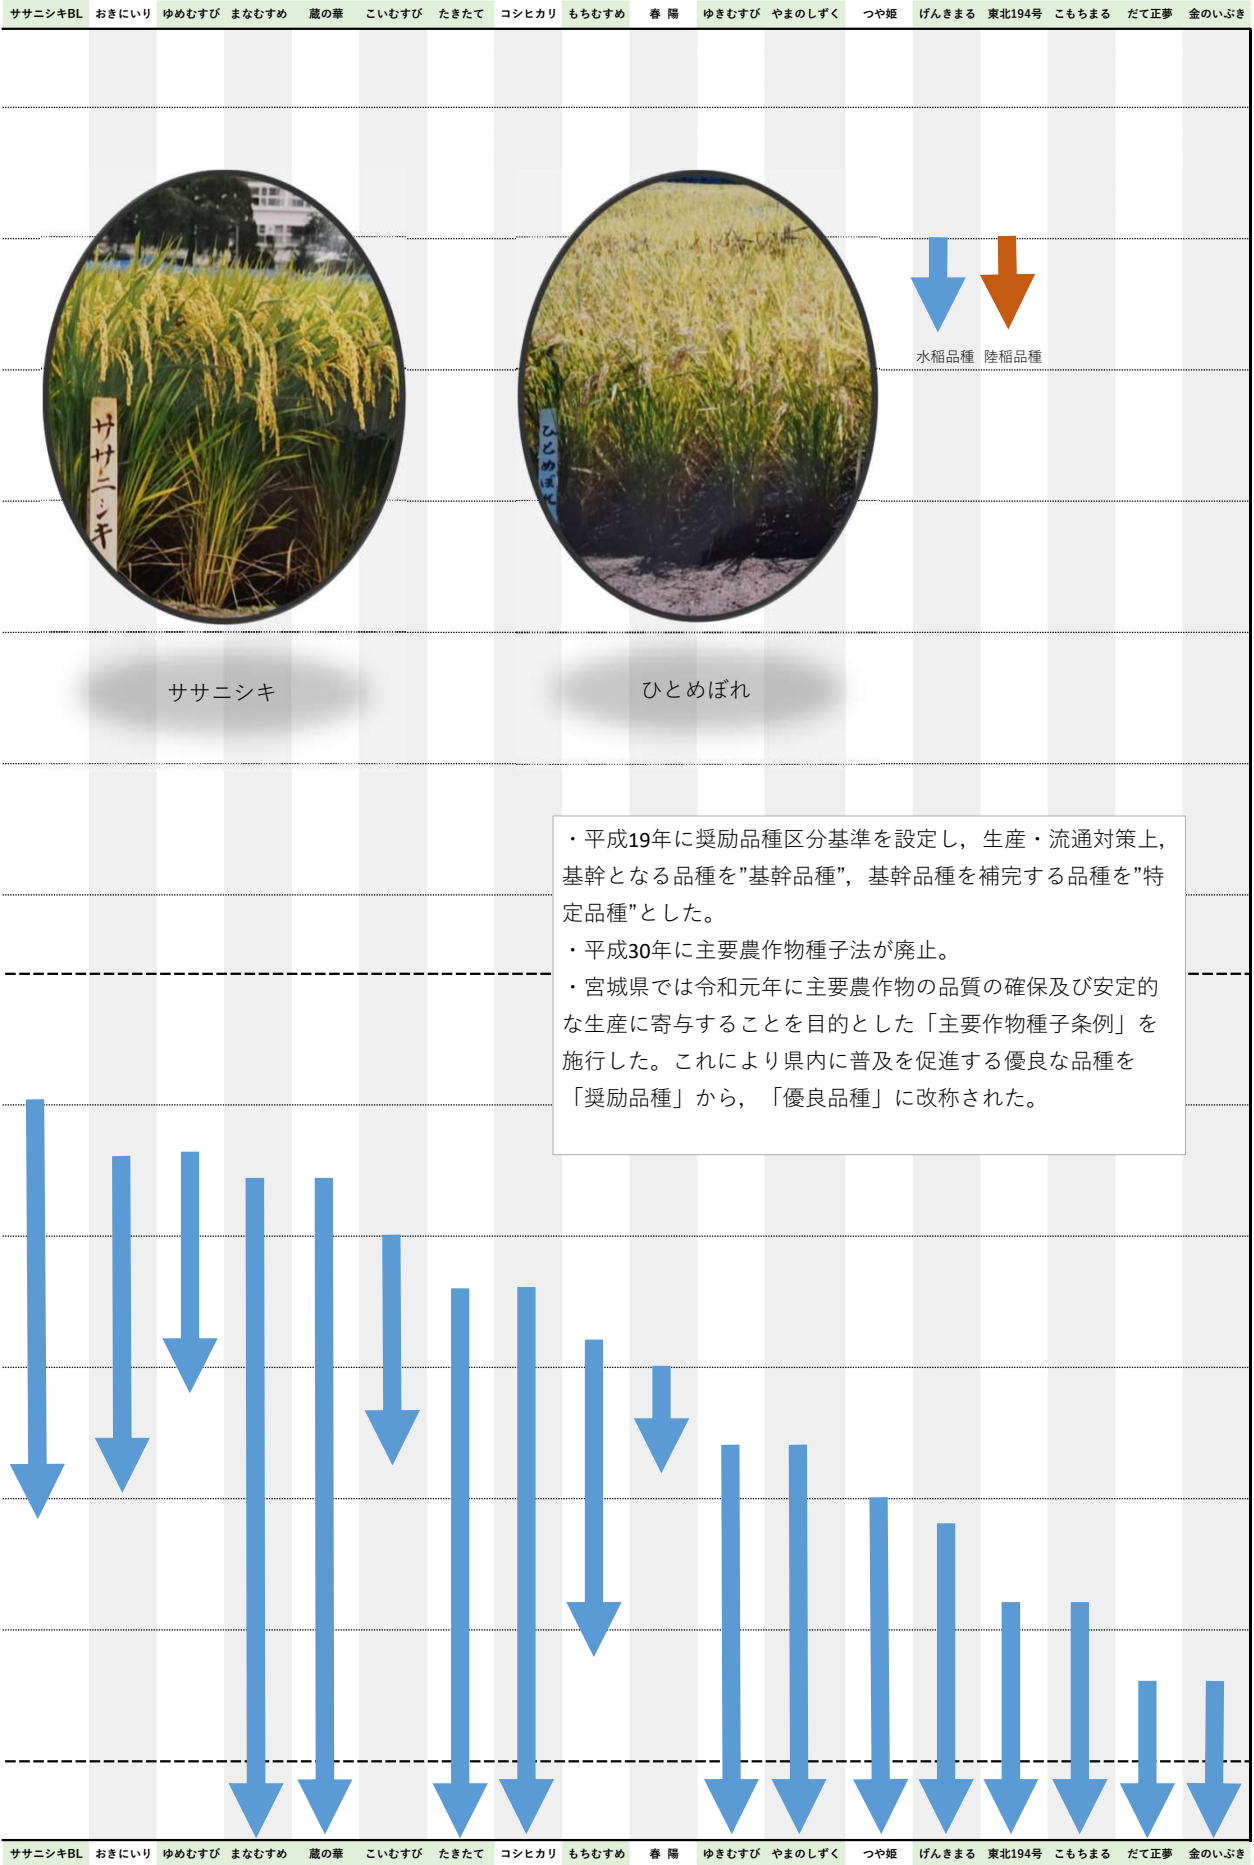 ササニシキBL おきにいり ゆめむすび まなむすめ 蔵の華 こいむすび たきたて コシヒカリ もちむすめ 春 陽 ゆきむすび やまのしずく つや姫 げんきまる 東北194号 こもちまる だて正夢 金のいぶき
ササニシキ
ひとめぼれ
水稲品種 陸稲品種
ササニシキ
ひとめぼれ
・平成19年に奨励品種区分基準を設定し，生産・流通対策上，
基幹となる品種を”基幹品種”，基幹品種を補完する品種を”特
定品種”とした。
・平成30年に主要農作物種子法が廃止。
・宮城県では令和元年に主要農作物の品質の確保及び安定的
な生産に寄与することを目的とした「主要作物種子条例」を
施行した。これにより県内に普及を促進する優良な品種を
「奨励品種」から，「優良品種」に改称された。
ササニシキBL おきにいり ゆめむすび まなむすめ 蔵の華 こいむすび たきたて コシヒカリ もちむすめ 春 陽 ゆきむすび やまのしずく つや姫 げんきまる 東北194号 こもちまる だて正夢 金のいぶき